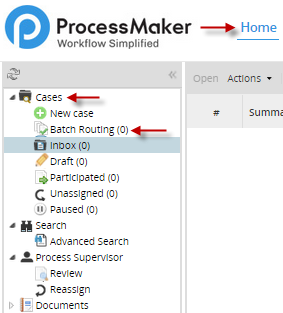 ProcessMaker
Workflow Simplified
Home
Open Actions
# Summa
Cases
New case
Batch Routing (0)
Inbox (0)
Draft (0)
Participated (0)
Unassigned (0)
Paused (0)
Search
Advanced Search
Process Supervisor
Review
Reassign
Documents